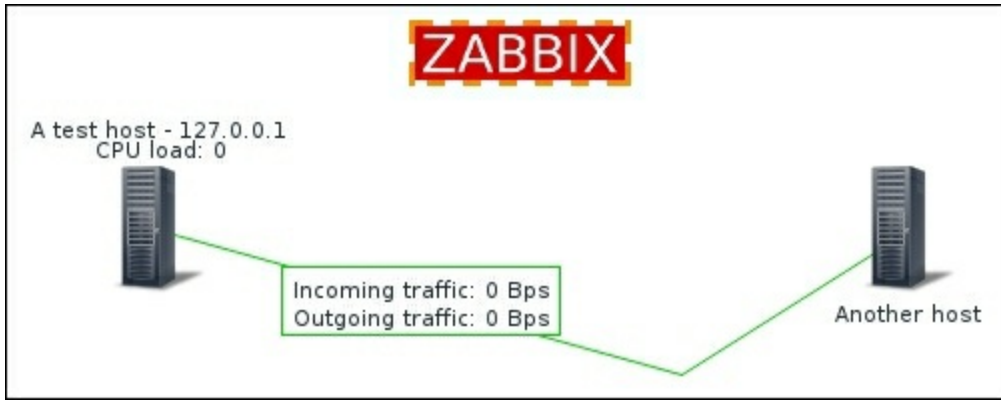 ZABBIX
A test host - 127.0.0.1
CPU load: 0
Incoming traffic: 0 Bps
Outgoing traffic: 0 Bps
Another host